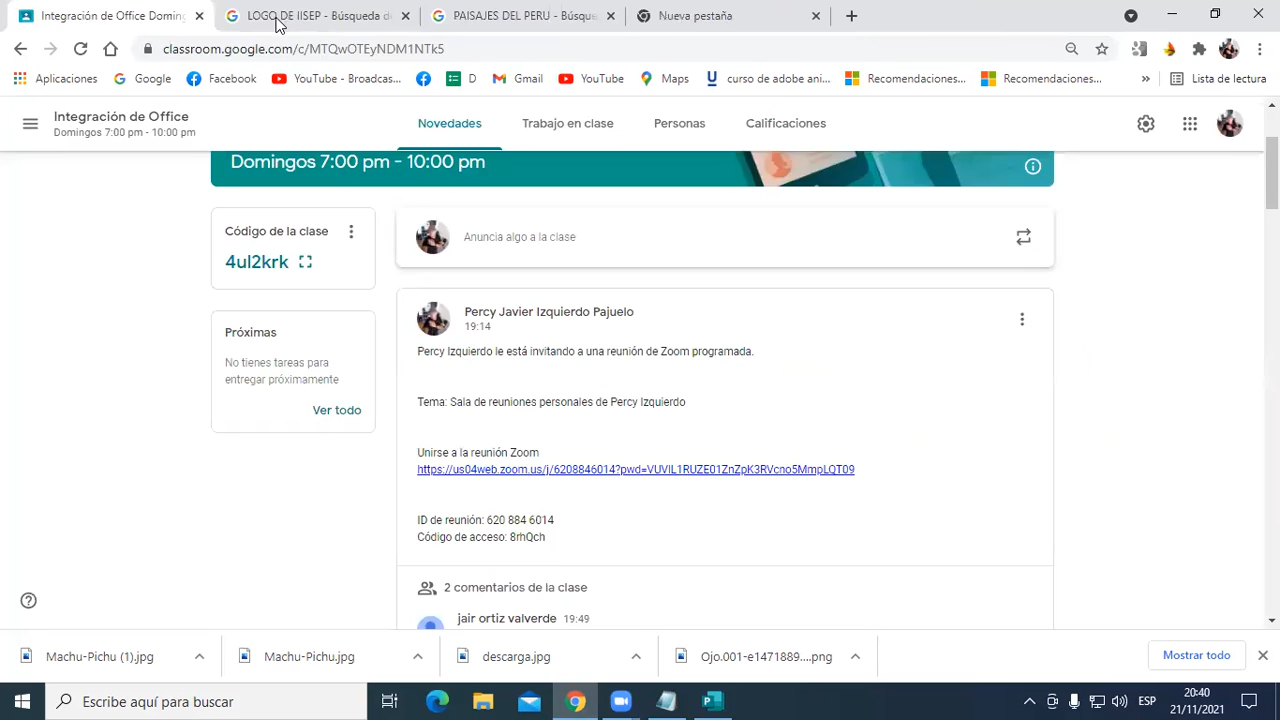 Integración de Office Doming
LOGO DE IISEP - Búsqueda de
PAISAJES DEL PERU - Búsque
Nueva pestaña
classroom.google.com/c/MTQwOTEyNDM1NTk5
Aplicaciones
Google
Facebook
YouTube - Broadcas...
D
Gmail
YouTube
Maps
curso de adobe ani...
Recomendaciones...
Recomendaciones...
Lista de lectura
Integración de Office
Domingos 7:00 pm - 10:00 pm
Novedades
Trabajo en clase
Personas
Calificaciones
Domingos 7:00 pm - 10:00 pm
Código de la clase
4ul2krk
Anuncia algo a la clase
Próximas
No tienes tareas para
entregar próximamente
Ver todo
Percy Javier Izquierdo Pajuelo
19:14
Percy Izquierdo le está invitando a una reunión de Zoom programada.
Tema: Sala de reuniones personales de Percy Izquierdo
Unirse a la reunión Zoom
https://us04web.zoom.us/j/6208846014?pwd=VUVIL1RUZE01ZnZpK3RVcno5MmpLQT09
ID de reunión: 620 884 6014
Código de acceso: 8rhQch
2 comentarios de la clase
jair ortiz valverde 19:49
Machu-Pichu (1).jpg
Machu-Pichu.jpg
descarga.jpg
Ojo.001-e1471889....png
Mostrar todo
Escribe aquí para buscar
ESP
20:40
21/11/2021